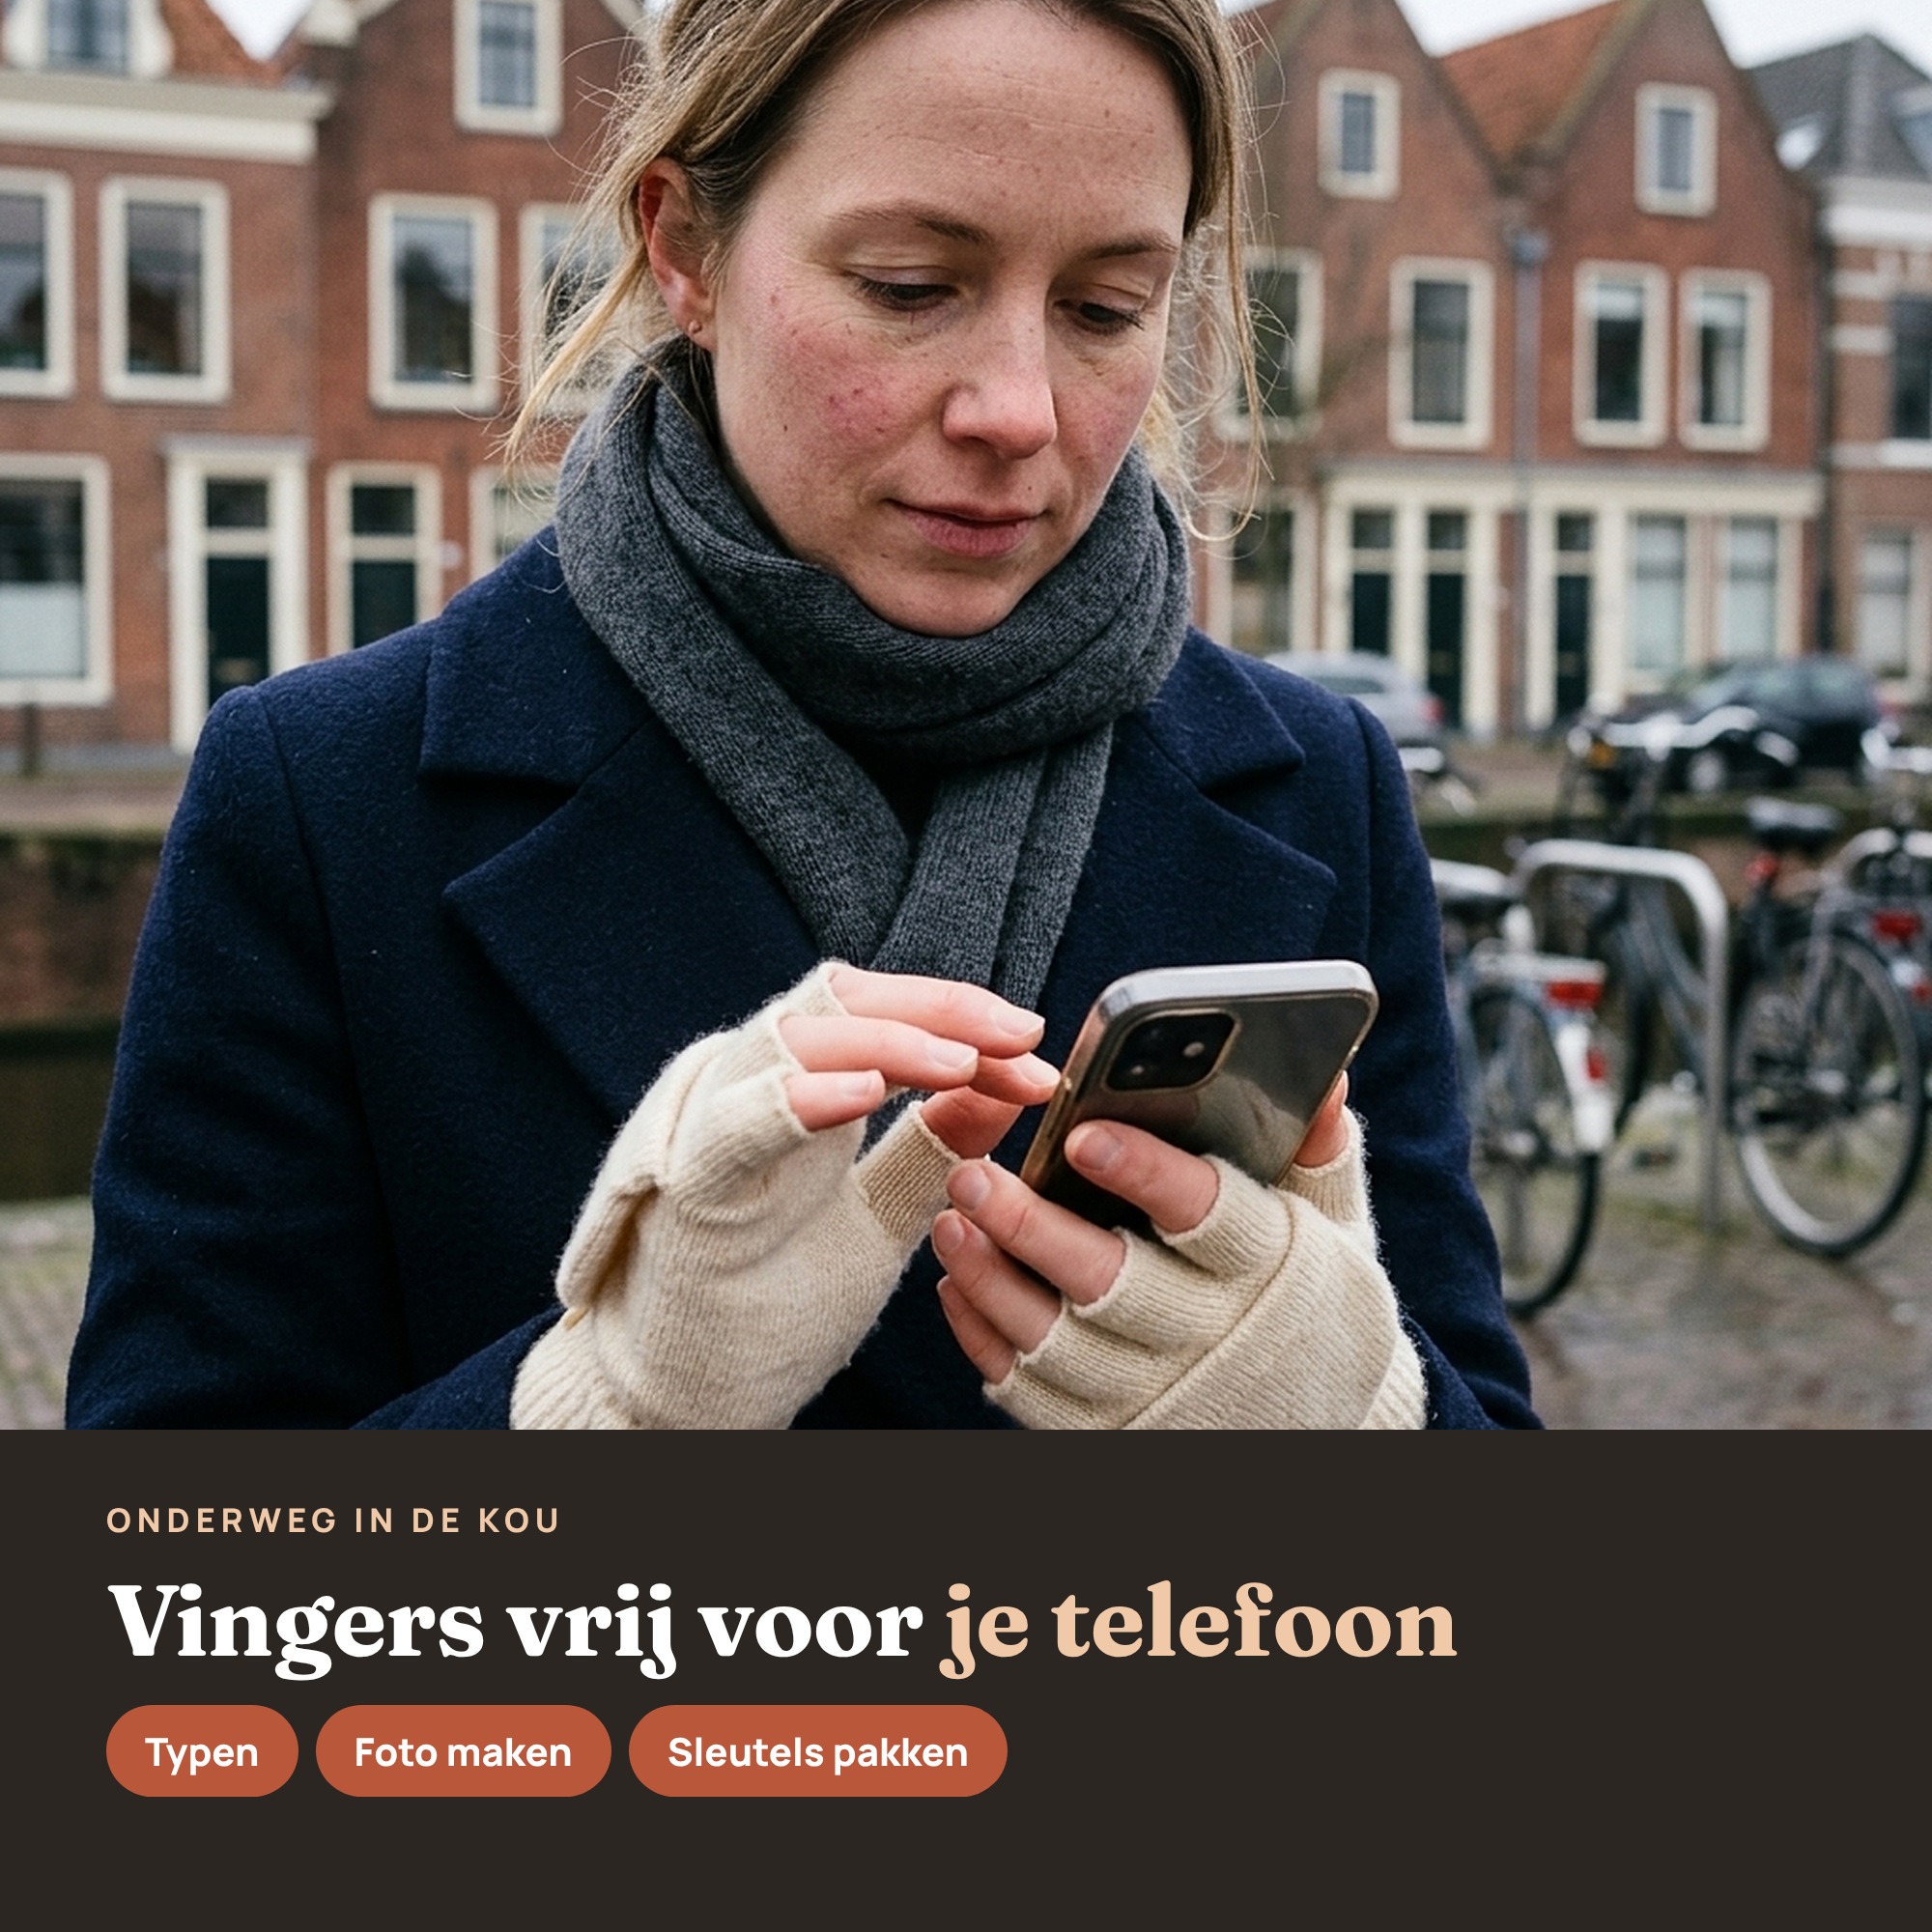 ONDERWEG IN DE KOU
Vingers vrij voor je telefoon
Typen
Foto maken
Sleutels pakken